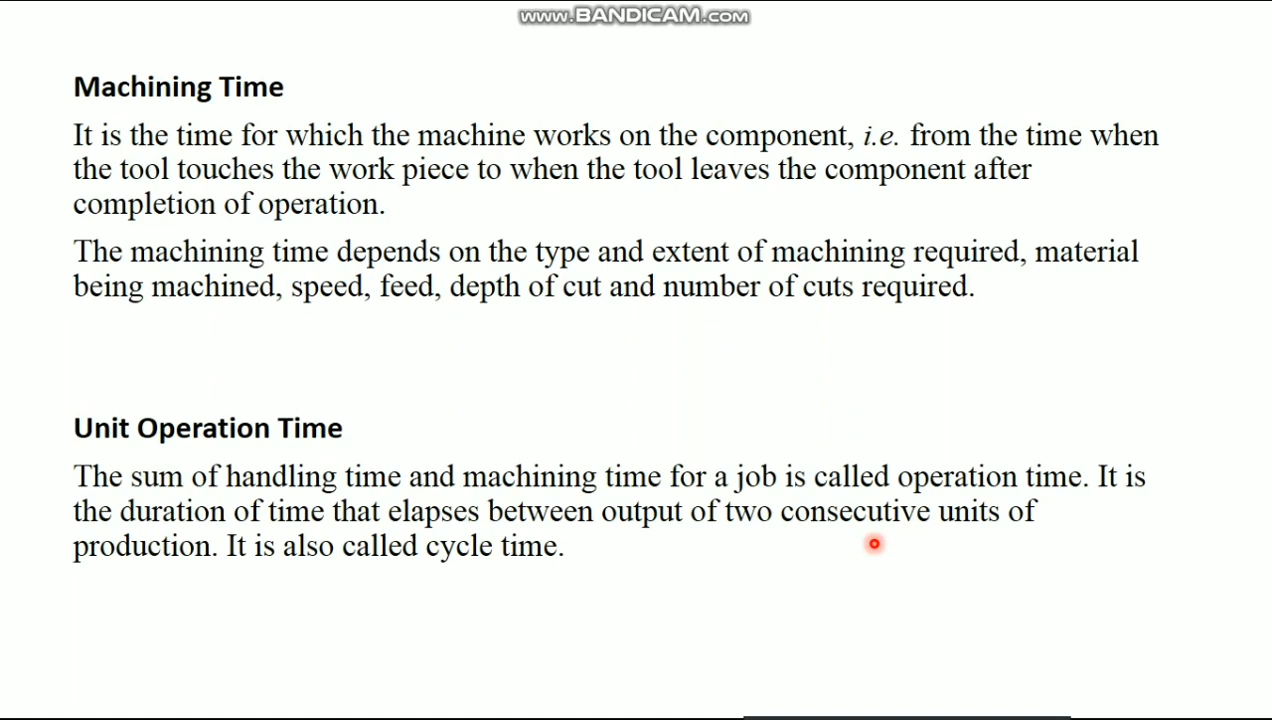 www.BANDICAM.com
Machining Time
It is the time for which the machine works on the component, i.e. from the time when
the tool touches the work piece to when the tool leaves the component after
completion of operation.
The machining time depends on the type and extent of machining required, material
being machined, speed, feed, depth of cut and number of cuts required.
Unit Operation Time
The sum of handling time and machining time for a job is called operation time. It is
the duration of time that elapses between output of two consecutive units of
production. It is also called cycle time.